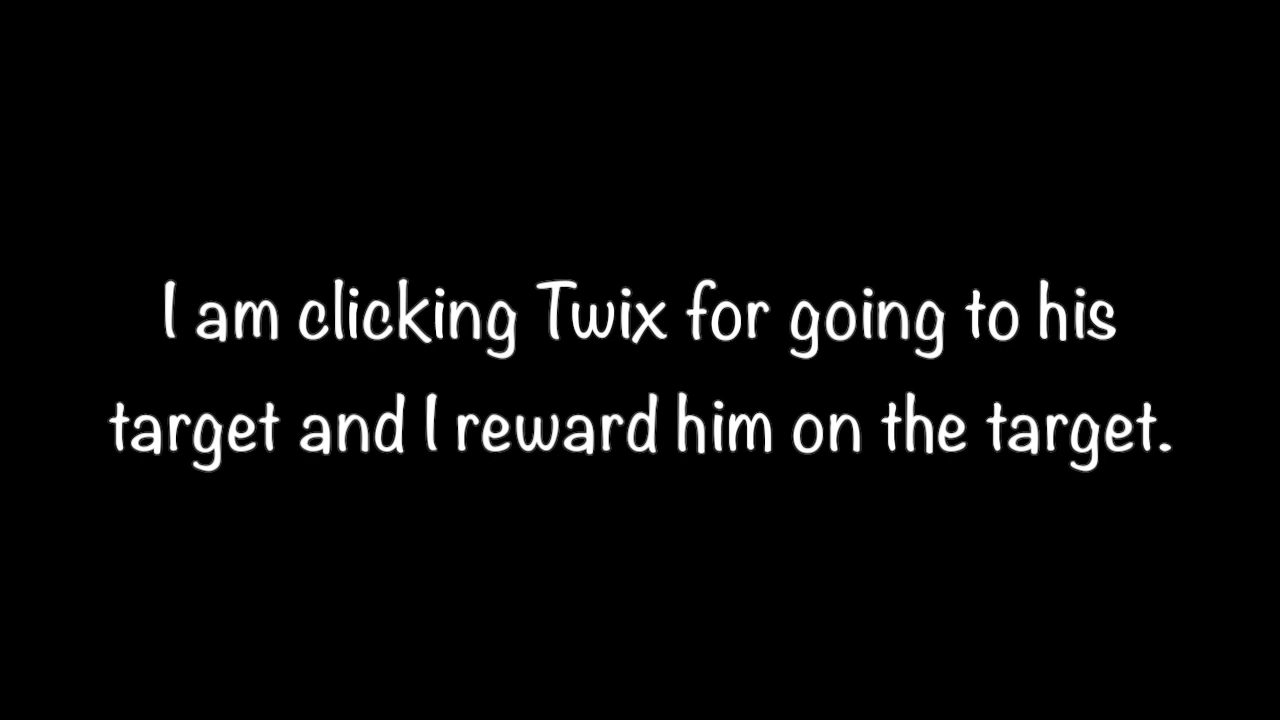 I am clicking Twix for going to his
target and I reward him on the target.